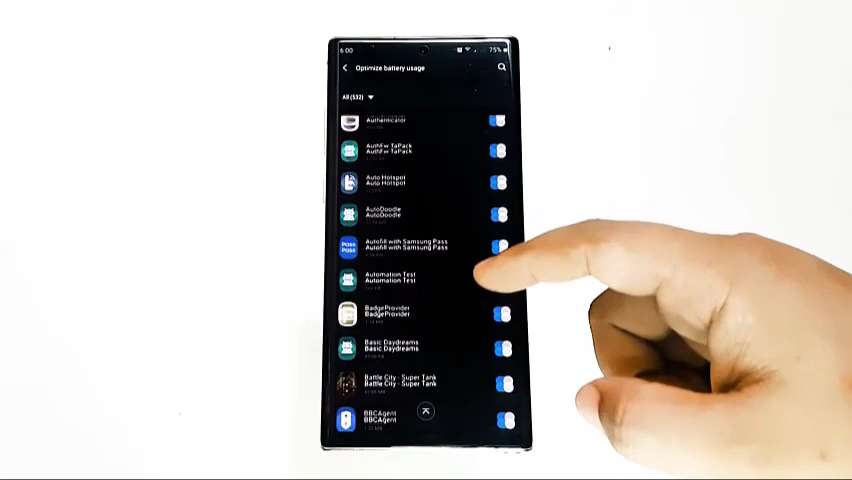 6:00
75%
Optimize battery usage
All (532)
Authenticator
AuthFw TaPack
AuthFw TaPack
Auto Hotspot
Auto Hotspot
AutoDoodle
AutoDoodle
Pass
Pass
Autofill with Samsung Pass
Autofill with Samsung Pass
Automation Test
Automation Test
BadgeProvider
BadgeProvider
Basic Daydreams
Basic Daydreams
Battle City - Super Tank
Battle City - Super Tank
BBCAgent
BBCAgent